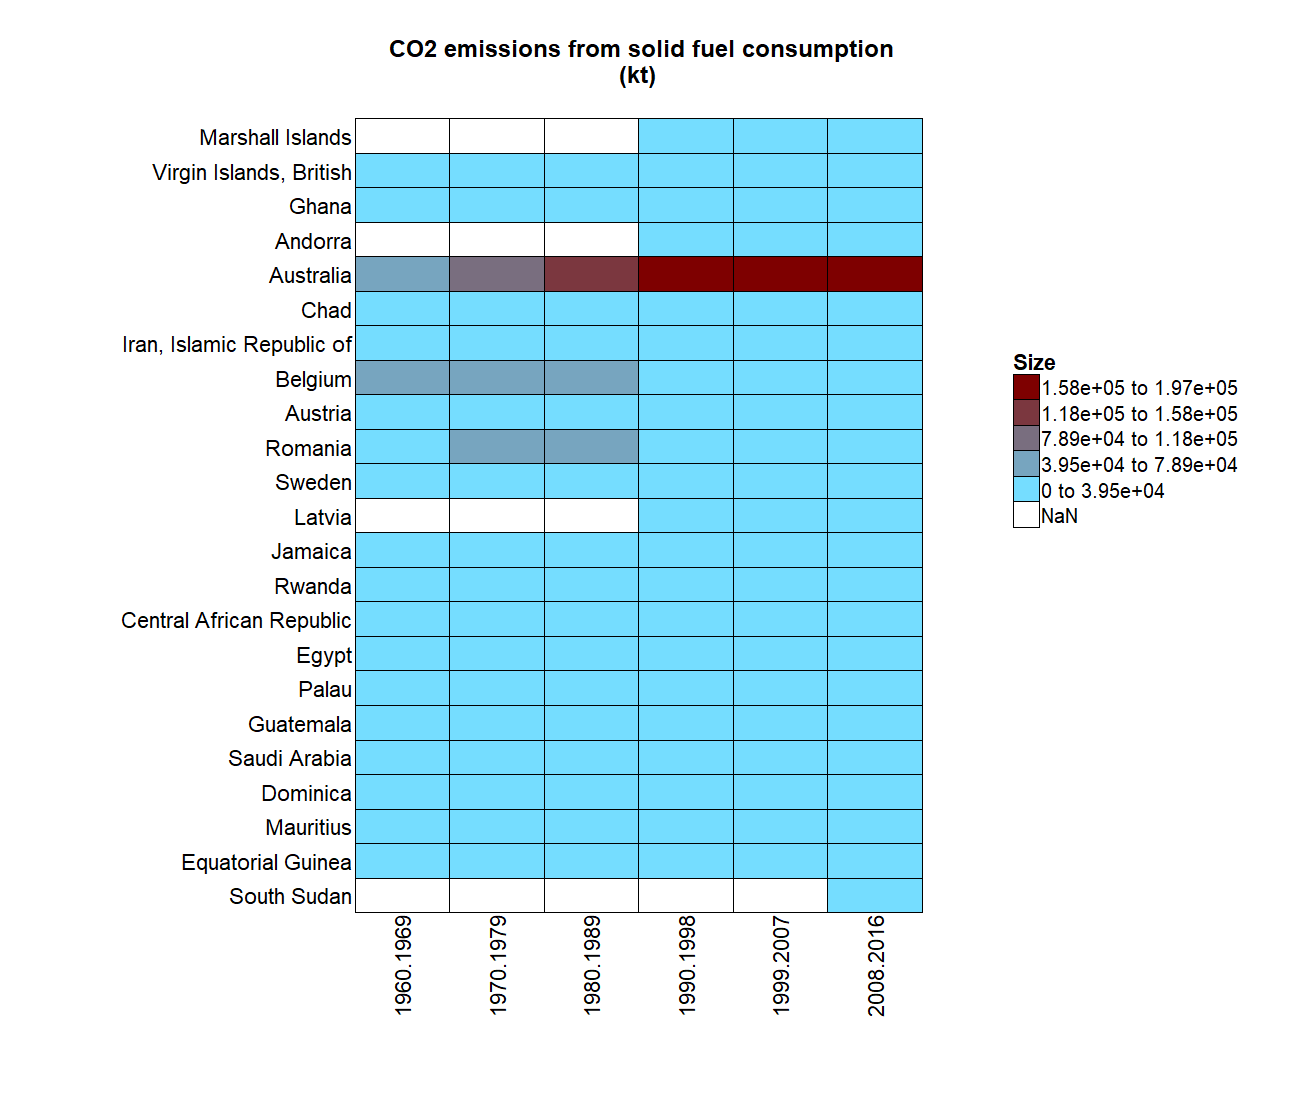 CO2 emissions from solid fuel consumption
(kt)
Marshall Islands
Virgin Islands, British
Ghana
Andorra
Australia
Chad
Iran, Islamic Republic of
Belgium
Austria
Romania
Sweden
Latvia
Jamaica
Rwanda
Central African Republic
Egypt
Palau
Guatemala
Saudi Arabia
Dominica
Mauritius
Equatorial Guinea
South Sudan
1960.1969
1970.1979
1980.1989
1990.1998
1999.2007
2008.2016
Size
1.58e+05 to 1.97e+05
1.18e+05 to 1.58e+05
7.89e+04 to 1.18e+05
3.95e+04 to 7.89e+04
0 to 3.95e+04
NaN